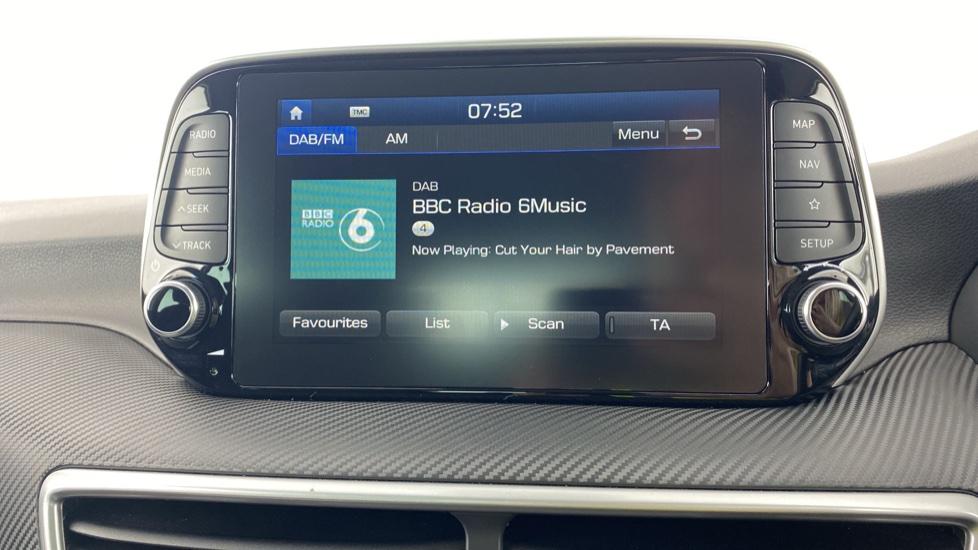 TMC 07:52
DAB/FM AM Menu
DAB
BBC Radio 6Music
4
Now Playing: Cut Your Hair by Pavement
BBC
RADIO 6
Favourites List Scan TA
RADIO
MEDIA
SEEK
TRACK
MAP
NAV
SETUP